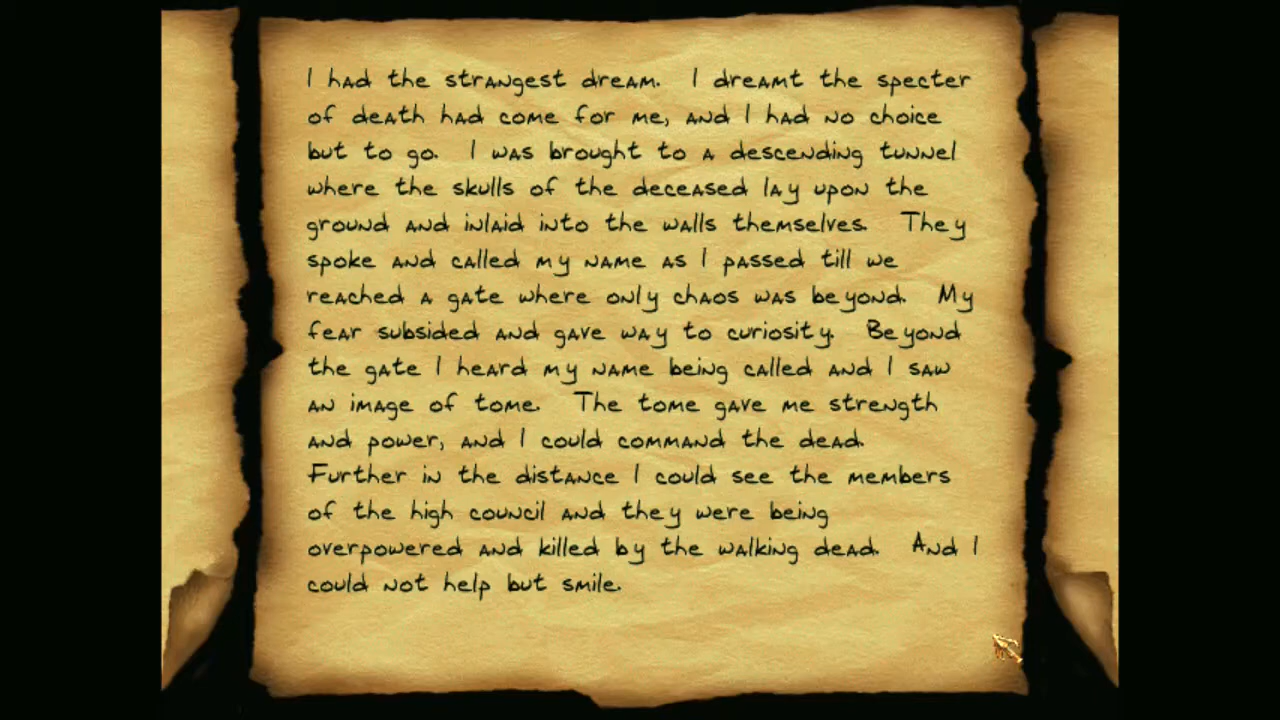 I had the strangest dream.  I dreamt the specter
of death had come for me, and I had no choice
but to go.  I was brought to a descending tunnel
where the skulls of the deceased lay upon the
ground and inlaid into the walls themselves.  They
spoke and called my name as I passed till we
reached a gate where only chaos was beyond.  My
fear subsided and gave way to curiosity.  Beyond
the gate I heard my name being called and I saw
an image of tome.  The tome gave me strength
and power, and I could command the dead.
Further in the distance I could see the members
of the high council and they were being
overpowered and killed by the walking dead.  And I
could not help but smile.